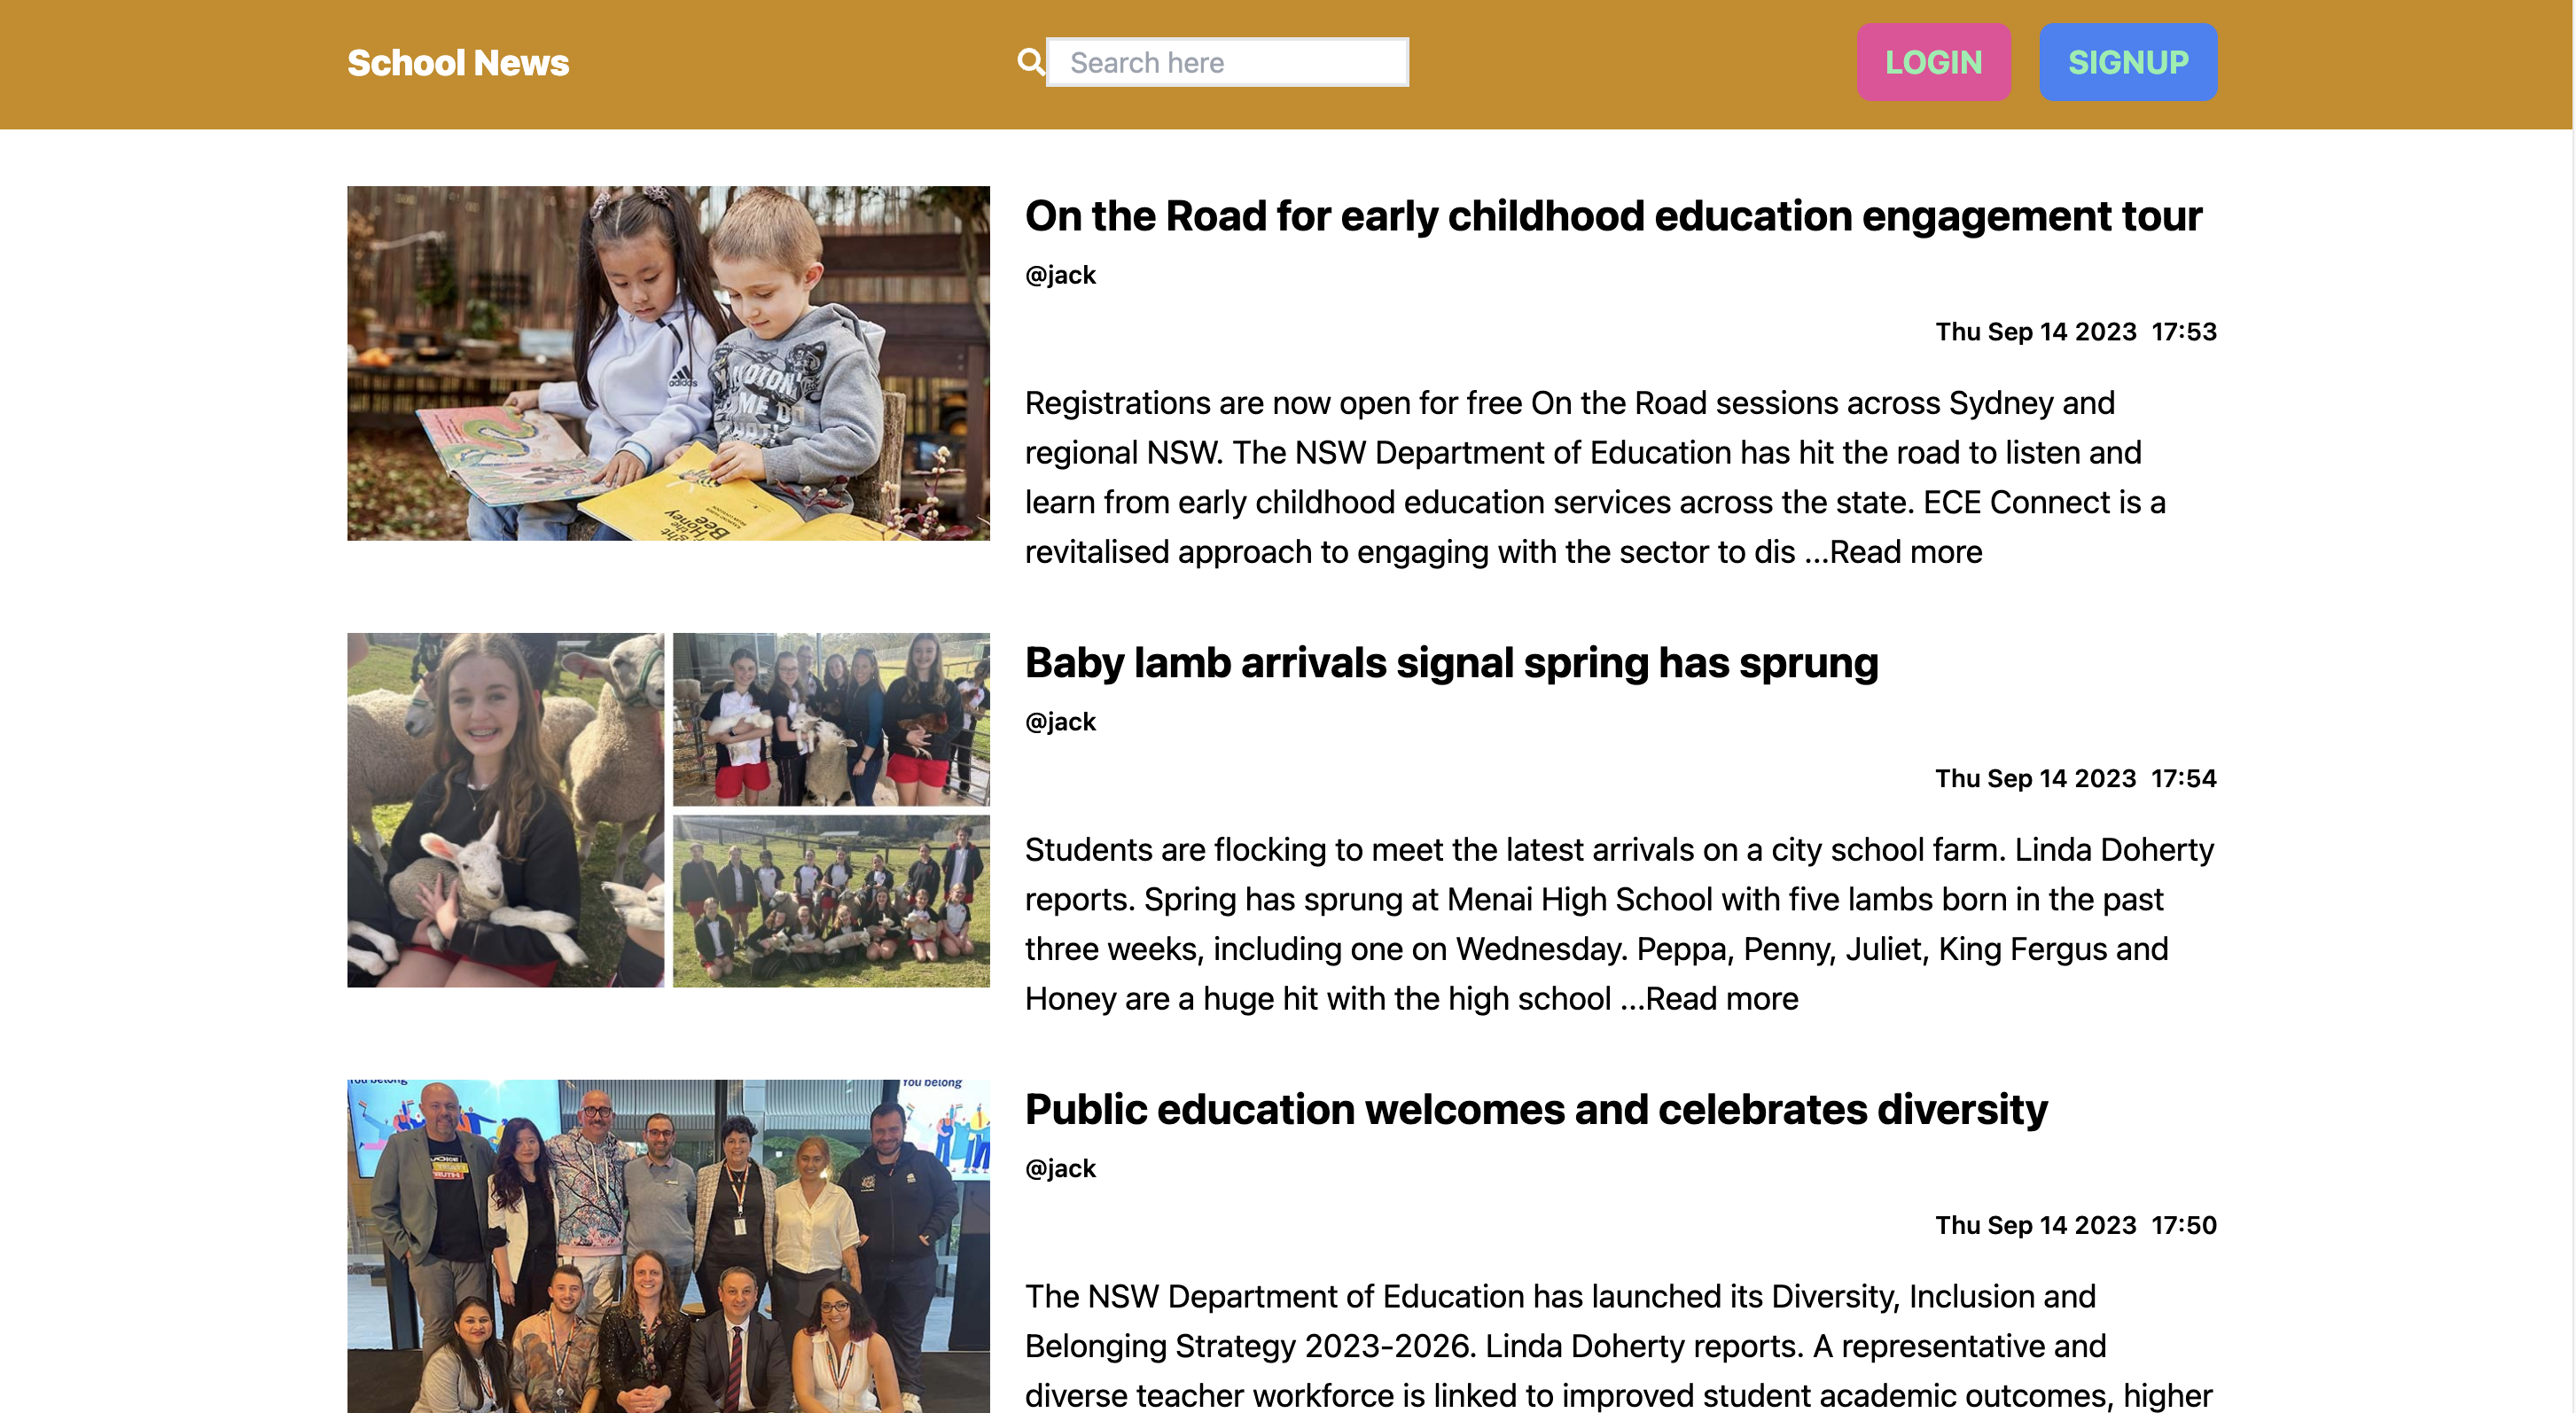 School News
Search here
LOGIN
SIGNUP
On the Road for early childhood education engagement tour
@jack
Thu Sep 14 2023 17:53
Registrations are now open for free On the Road sessions across Sydney and
regional NSW. The NSW Department of Education has hit the road to listen and
learn from early childhood education services across the state. ECE Connect is a
revitalised approach to engaging with the sector to dis ...Read more
adidas
Bee
Honey
Baby lamb arrivals signal spring has sprung
@jack
Thu Sep 14 2023 17:54
Students are flocking to meet the latest arrivals on a city school farm. Linda Doherty
reports. Spring has sprung at Menai High School with five lambs born in the past
three weeks, including one on Wednesday. Peppa, Penny, Juliet, King Fergus and
Honey are a huge hit with the high school ...Read more
Public education welcomes and celebrates diversity
@jack
Thu Sep 14 2023 17:50
The NSW Department of Education has launched its Diversity, Inclusion and
Belonging Strategy 2023-2026. Linda Doherty reports. A representative and
diverse teacher workforce is linked to improved student academic outcomes, higher
You belong
You belong